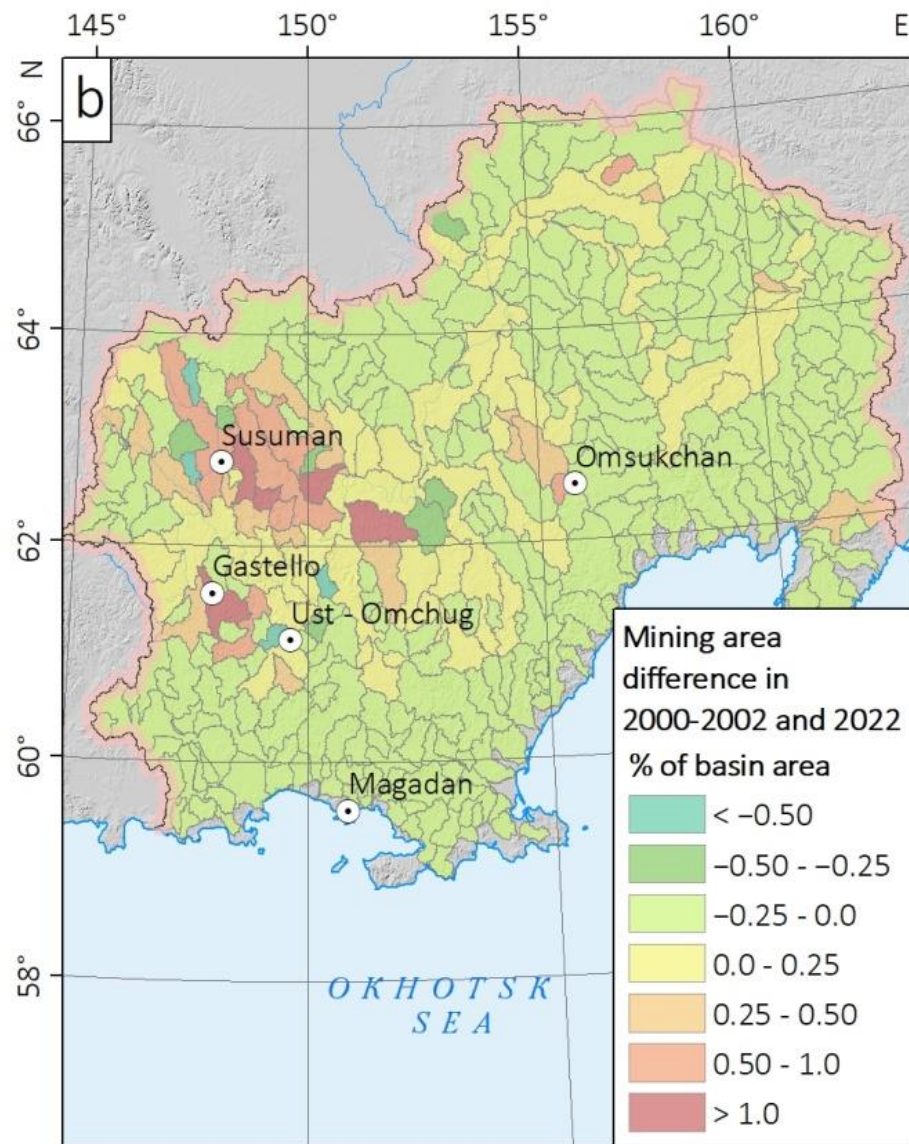 145° 150° 155° 160° E
N
b
66°
64°
62°
60°
58°
Susuman
Omsukchan
Gastello
Ust - Omchug
Magadan
OKHOTSK
SEA
Mining area
difference in
2000-2002 and 2022
% of basin area
< −0.50
−0.50 - −0.25
−0.25 - 0.0
0.0 - 0.25
0.25 - 0.50
0.50 - 1.0
> 1.0